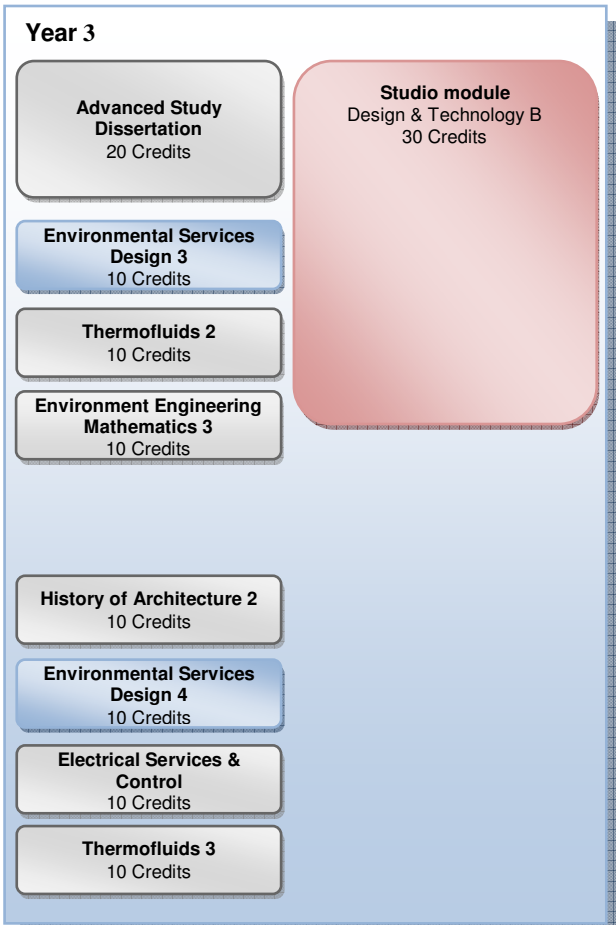 Year 3
Advanced Study
Dissertation
20 Credits
Studio module
Design & Technology B
30 Credits
Environmental Services
Design 3
10 Credits
Thermofluids 2
10 Credits
Environment Engineering
Mathematics 3
10 Credits
History of Architecture 2
10 Credits
Environmental Services
Design 4
10 Credits
Electrical Services &
Control
10 Credits
Thermofluids 3
10 Credits